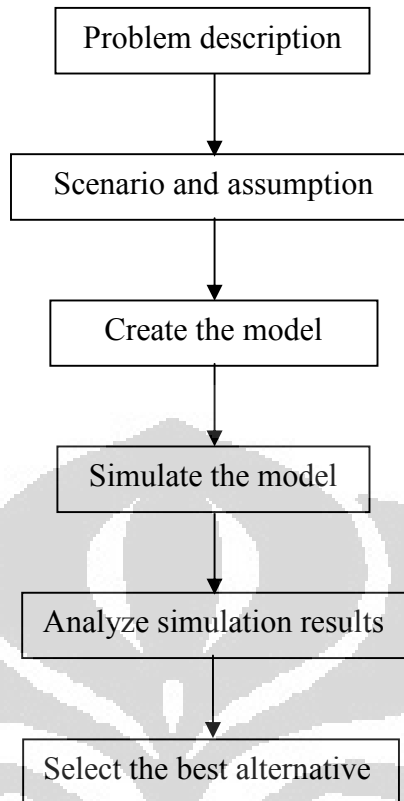 Problem description
Scenario and assumption
Create the model
Simulate the model
Analyze simulation results
Select the best alternative